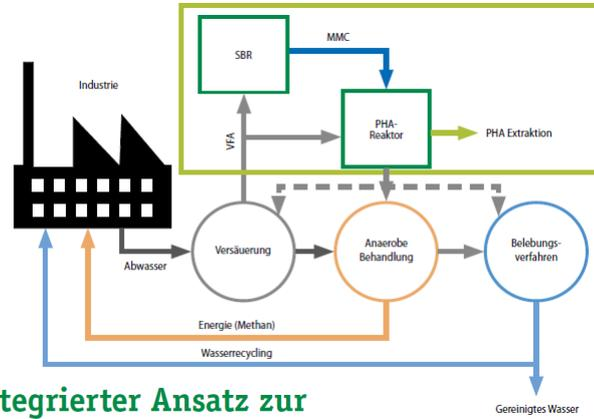 MMC
SBR
Industrie
VFA
PHA-
Reaktor
PHA Extraktion
Versäuerung
Anaerobe
Behandlung
Belebungs-
verfahren
Abwasser
Energie (Methan)
Wasserrecycling
tegrierter Ansatz zur
Gereinigtes Wasser